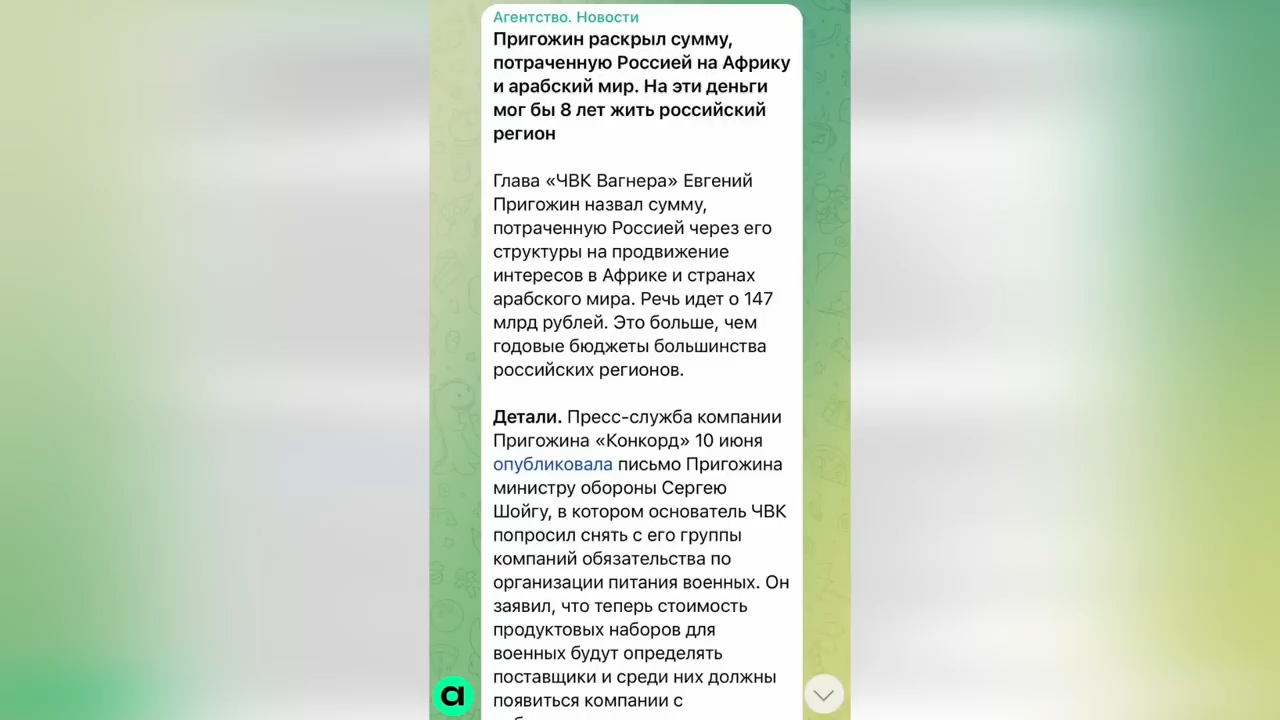 Агентство. Новости
Пригожин раскрыл сумму,
потраченную Россией на Африку
и арабский мир. На эти деньги
мог бы 8 лет жить российский
регион
Глава «ЧВК Вагнера» Евгений
Пригожин назвал сумму,
потраченную Россией через его
структуры на продвижение
интересов в Африке и странах
арабского мира. Речь идет о 147
млрд рублей. Это больше, чем
годовые бюджеты большинства
российских регионов.
Детали. Пресс-служба компании
Пригожина «Конкорд» 10 июня
опубликовала письмо Пригожина
министру обороны Сергею
Шойгу, в котором основатель ЧВК
попросил снять с его группы
компаний обязательства по
организации питания военных. Он
заявил, что теперь стоимость
продуктовых наборов для
военных будут определять
поставщики и среди них должны
появиться компании с
a